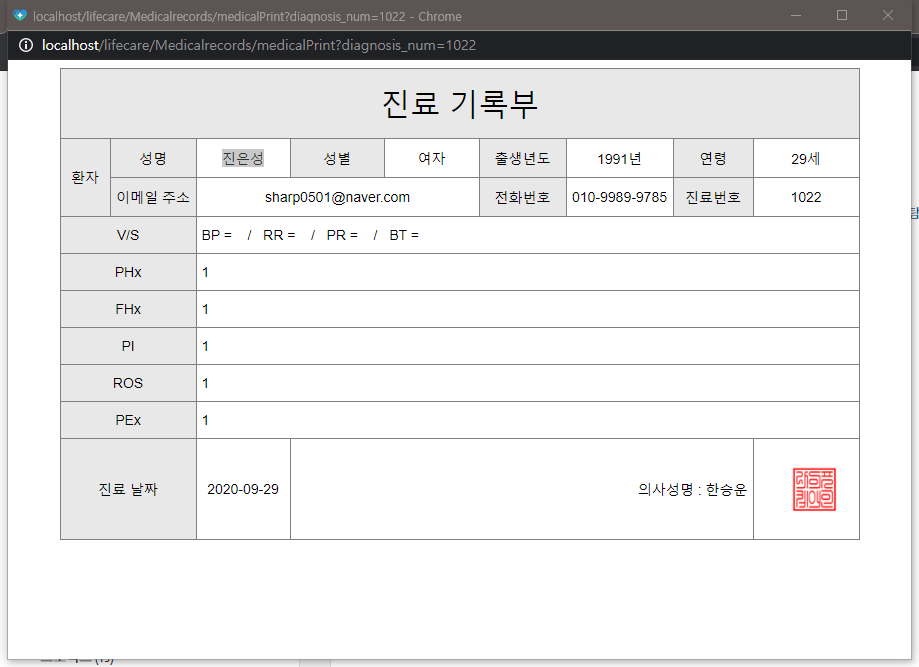 localhost/lifecare/Medicalrecords/medicalPrint?diagnosis_num=1022 - Chrome
localhost/lifecare/Medicalrecords/medicalPrint?diagnosis_num=1022
진료 기록부
환자 성명 진은성 성별 여자 출생년도 1991년 연령 29세
이메일 주소 sharp0501@naver.com 전화번호 010-9989-9785 진료번호 1022
V/S BP = / RR = / PR = / BT =
PHx 1
FHx 1
PI 1
ROS 1
PEx 1
진료 날짜 2020-09-29 의사성명 : 한승운